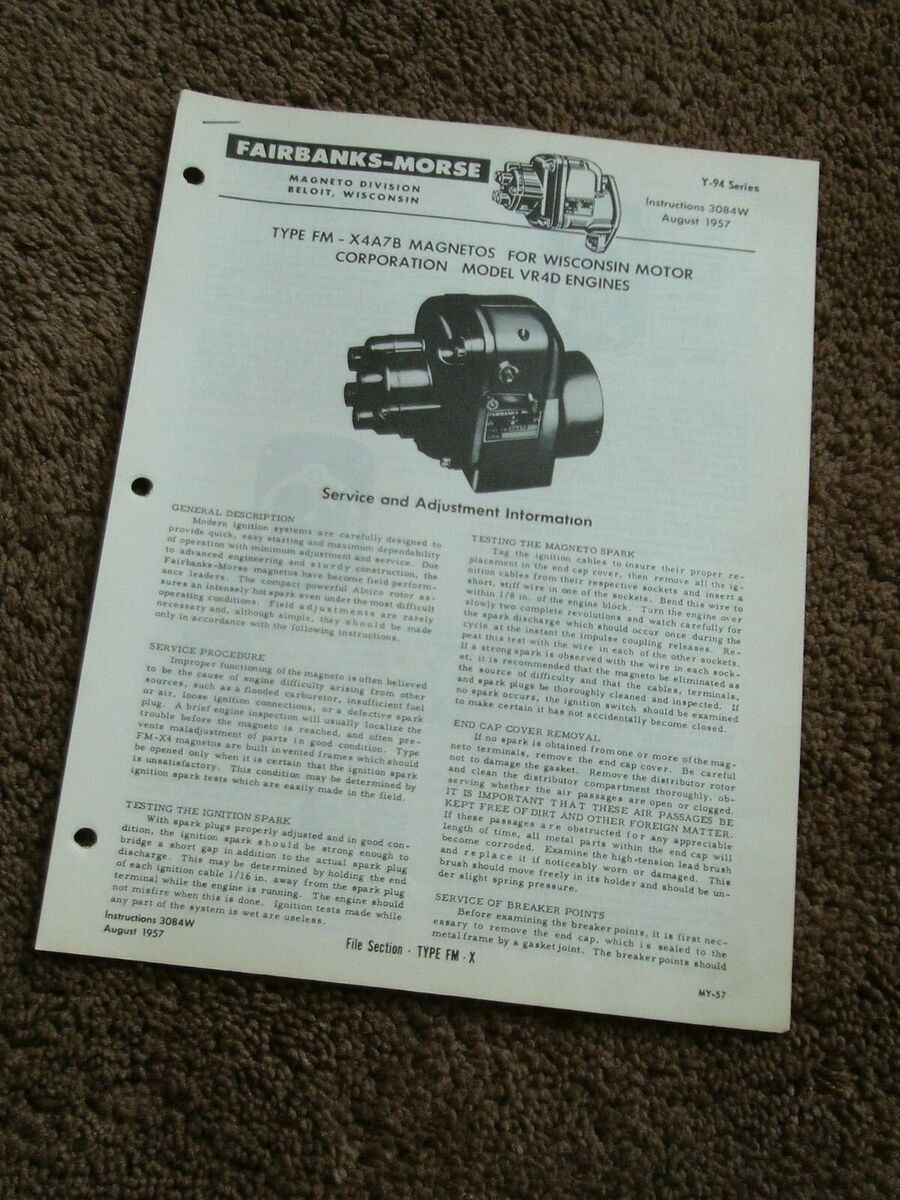 FAIRBANKS-MORSE
MAGNETO DIVISION
BELOIT, WISCONSIN
Y-94 Series
Instructions 3084W
August 1957
TYPE FM - X4A7B MAGNETOS FOR WISCONSIN MOTOR
CORPORATION MODEL VR4D ENGINES
FAIRBANKS
Service and Adjustment Information
GENERAL DESCRIPTION
Modern ignition systems are carefully designed to
provide quick, easy starting and maximum dependability
of operation with minimum adjustment and service. Due
to advanced engineering and sturdy construction, the
Fairbanks-Morse magnetos have become field perform-
ance leaders. The compact powerful Alnico rotor as-
sures an intensely hot spark even under the most difficult
operating conditions. Field adjustments are rarely
necessary and, although simple, they should be made
only in accordance with the following instructions.
SERVICE PROCEDURE
Improper functioning of the magneto is often believed
to be the cause of engine difficulty arising from other
sources, such as a flooded carburetor, insufficient fuel
or air, loose ignition connections, or a defective spark
plug. A brief engine inspection will usually localize the
trouble before the magneto is reached, and often pre-
vents maladjustment of parts in good condition. Type
FM-X4 magnetos are built in vented frames which should
be opened only when it is certain that the ignition spark
is unsatisfactory. This condition may be determined by
ignition spark tests which are easily made in the field.
TESTING THE IGNITION SPARK
With spark plugs properly adjusted and in good con-
dition, the ignition spark should be strong enough to
bridge a short gap in addition to the actual spark plug
discharge. This may be determined by holding the end
of each ignition cable 1/16 in. away from the spark plug
terminal while the engine is running. The engine should
not misfire when this is done. Ignition tests made while
any part of the system is wet are useless.
TESTING THE MAGNETO SPARK
Tag the ignition cables to insure their proper re-
placement in the end cap cover, then remove all the ig-
nition cables from their respective sockets and insert a
short, stiff wire in one of the sockets. Bend this wire to
within 1/8 in. of the engine block. Turn the engine over
slowly two complete revolutions and watch carefully for
the spark discharge which should occur once during the
cycle at the instant the impulse coupling releases. Re-
peat this test with the wire in each of the other sockets.
If a strong spark is observed with the wire in each sock-
et, it is recommended that the magneto be eliminated as
the source of difficulty and that the cables, terminals,
and spark plugs be thoroughly cleaned and inspected. If
no spark occurs, the ignition switch should be examined
to make certain it has not accidentally become closed.
END CAP COVER REMOVAL
If no spark is obtained from one or more of the mag-
neto terminals, remove the end cap cover. Be careful
not to damage the gasket. Remove the distributor rotor
and clean the distributor compartment thoroughly, ob-
serving whether the air passages are open or clogged.
IT IS IMPORTANT THAT THESE AIR PASSAGES BE
KEPT FREE OF DIRT AND OTHER FOREIGN MATTER.
If these passages are obstructed for any appreciable
length of time, all metal parts within the end cap will
become corroded. Examine the high-tension lead brush
and replace it if noticeably worn or damaged. This
brush should move freely in its holder and should be un-
der slight spring pressure.
SERVICE OF BREAKER POINTS
Before examining the breaker points, it is first nec-
essary to remove the end cap, which is sealed to the
metal frame by a gasket joint. The breaker points should
Instructions 3084W
August 1957
File Section - TYPE FM - X
MY-57